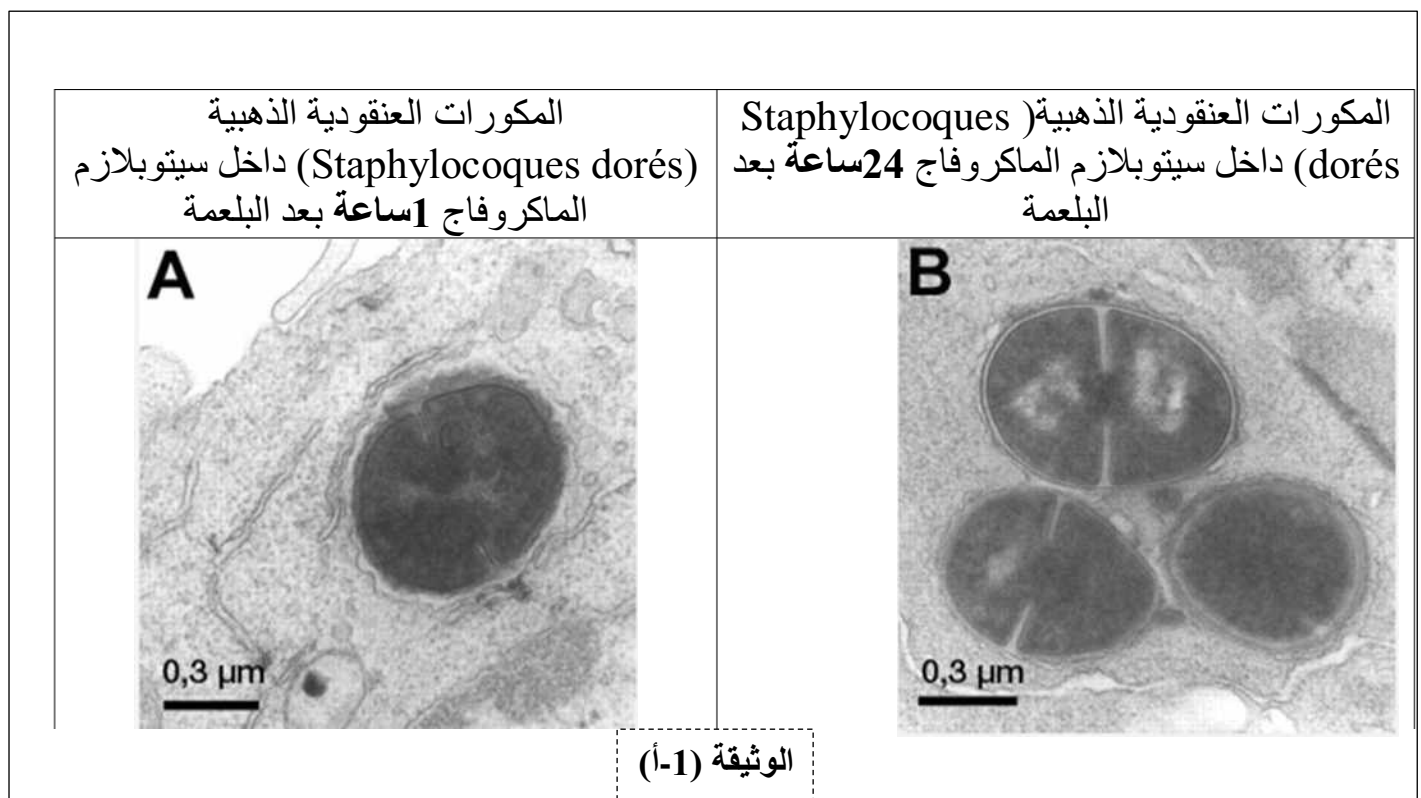 المكورات العنقودية الذهبية( Staphylocoques
dorés) داخل سيتوبلازم الماكروفاج 24ساعة بعد
البلعمة
المكورات العنقودية الذهبية
(Staphylocoques dorés) داخل سيتوبلازم
الماكروفاج 1ساعة بعد البلعمة
B
0,3 µm
A
0,3 µm
الوثيقة (1-أ)